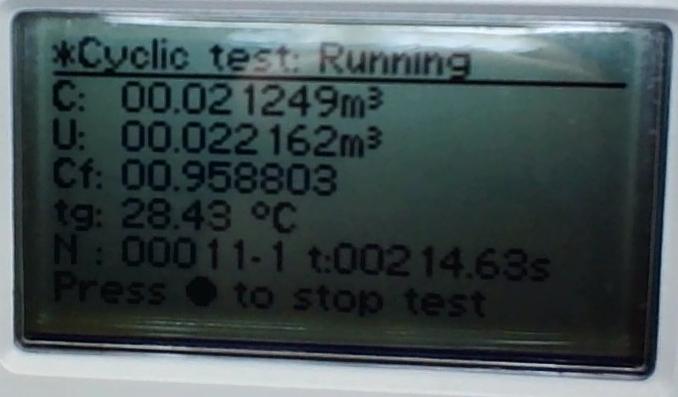 *Cyclic test: Running
C: 00.021249m³
U: 00.022162m³
Cf: 00.958803
tg: 28.43 °C
N : 00011-1 t:00214.63s
Press ● to stop test